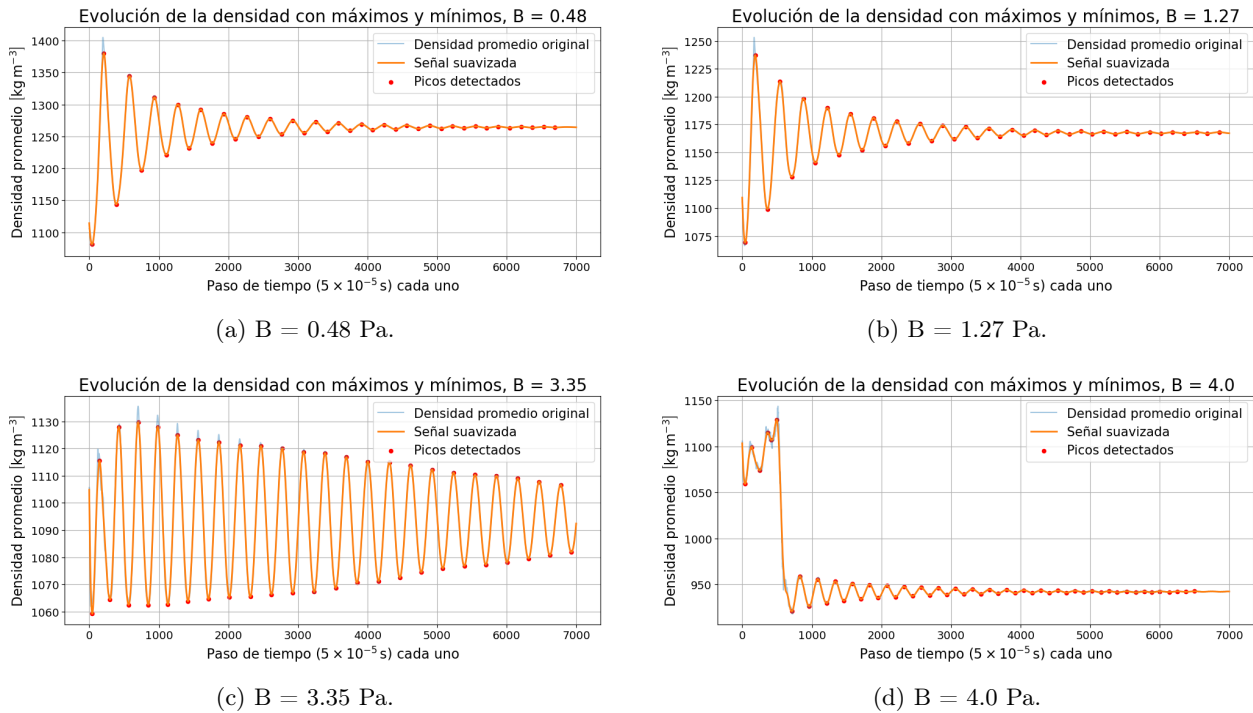 Evolución de la densidad con máximos y mínimos, B = 0.48
Densidad promedio [kg m⁻³]
1400
1350
1300
1250
1200
1150
1100
Densidad promedio original
Señal suavizada
Picos detectados
0 1000 2000 3000 4000 5000 6000 7000
Paso de tiempo (5 × 10⁻⁵ s) cada uno
(a) B = 0.48 Pa.
Evolución de la densidad con máximos y mínimos, B = 1.27
Densidad promedio [kg m⁻³]
1250
1225
1200
1175
1150
1125
1100
1075
Densidad promedio original
Señal suavizada
Picos detectados
0 1000 2000 3000 4000 5000 6000 7000
Paso de tiempo (5 × 10⁻⁵ s) cada uno
(b) B = 1.27 Pa.
Evolución de la densidad con máximos y mínimos, B = 3.35
Densidad promedio [kg m⁻³]
1130
1120
1110
1100
1090
1080
1070
1060
Densidad promedio original
Señal suavizada
Picos detectados
0 1000 2000 3000 4000 5000 6000 7000
Paso de tiempo (5 × 10⁻⁵ s) cada uno
(c) B = 3.35 Pa.
Evolución de la densidad con máximos y mínimos, B = 4.0
Densidad promedio [kg m⁻³]
1150
1100
1050
1000
950
Densidad promedio original
Señal suavizada
Picos detectados
0 1000 2000 3000 4000 5000 6000 7000
Paso de tiempo (5 × 10⁻⁵ s) cada uno
(d) B = 4.0 Pa.